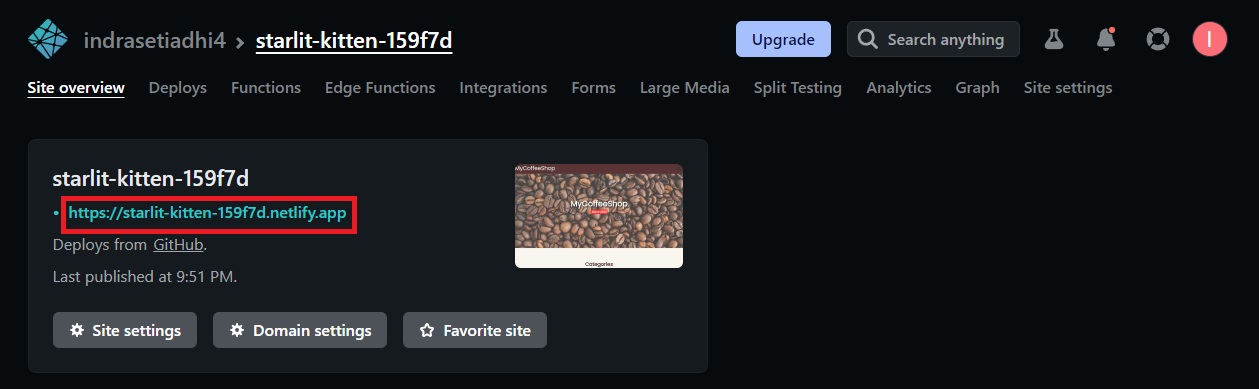 indrasetiadhi4 › starlit-kitten-159f7d
Upgrade
Search anything
I
Site overview Deploys Functions Edge Functions Integrations Forms Large Media Split Testing Analytics Graph Site settings
starlit-kitten-159f7d
https://starlit-kitten-159f7d.netlify.app
Deploys from GitHub.
Last published at 9:51 PM.
MyCoffeeShop
MyCoffeeShop
Categories
Site settings
Domain settings
Favorite site